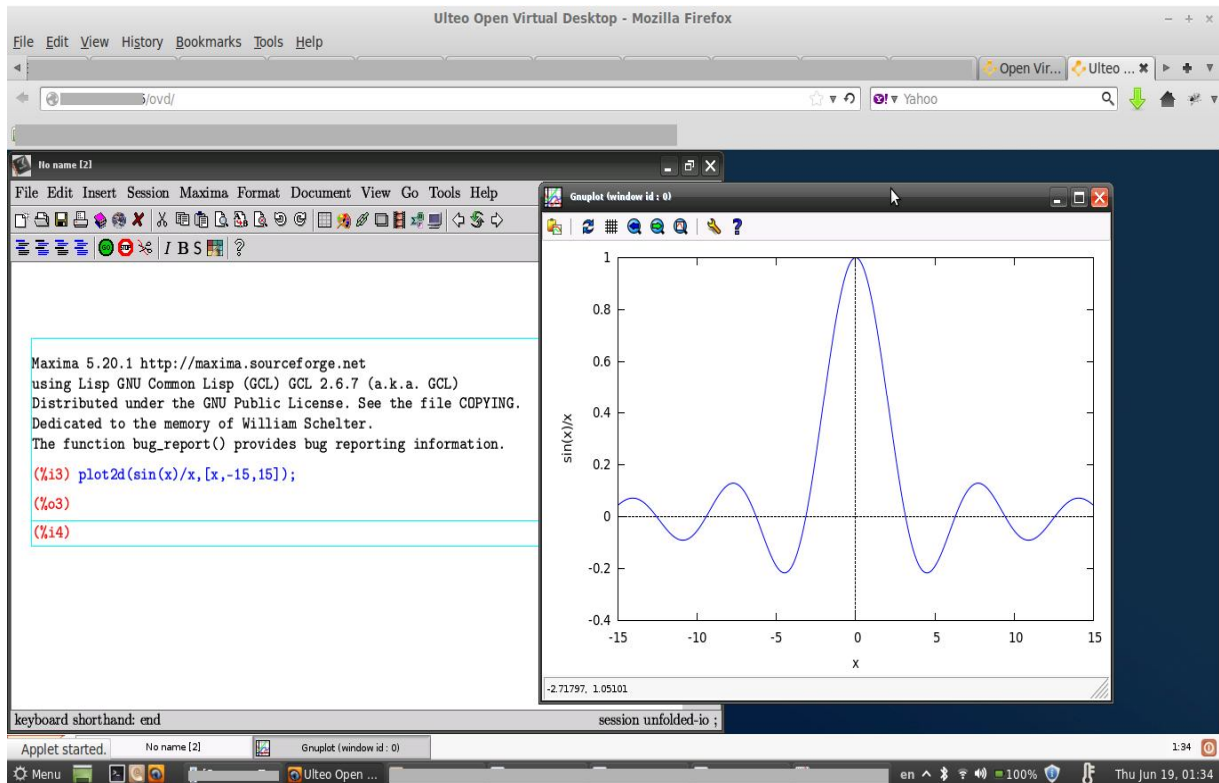 Ulteo Open Virtual Desktop - Mozilla Firefox
File Edit View History Bookmarks Tools Help
Open Vir... Ulteo ...
/ovd/ Yahoo
No name [2]
File Edit Insert Session Maxima Format Document View Go Tools Help
I B S ?
Maxima 5.20.1 http://maxima.sourceforge.net
using Lisp GNU Common Lisp (GCL) GCL 2.6.7 (a.k.a. GCL)
Distributed under the GNU Public License. See the file COPYING.
Dedicated to the memory of William Schelter.
The function bug_report() provides bug reporting information.
(%i3) plot2d(sin(x)/x,[x,-15,15]);
(%o3)
(%i4)
keyboard shorthand: end session unfolded-io ;
Gnuplot (window id : 0)
1
0.8
0.6
0.4
0.2
0
-0.2
-0.4
sin(x)/x
-15 -10 -5 0 5 10 15
x
-2.71797, 1.05101
Applet started. No name [2] Gnuplot (window id : 0) 1:34
Menu Ulteo Open ... en 100% Thu Jun 19, 01:34